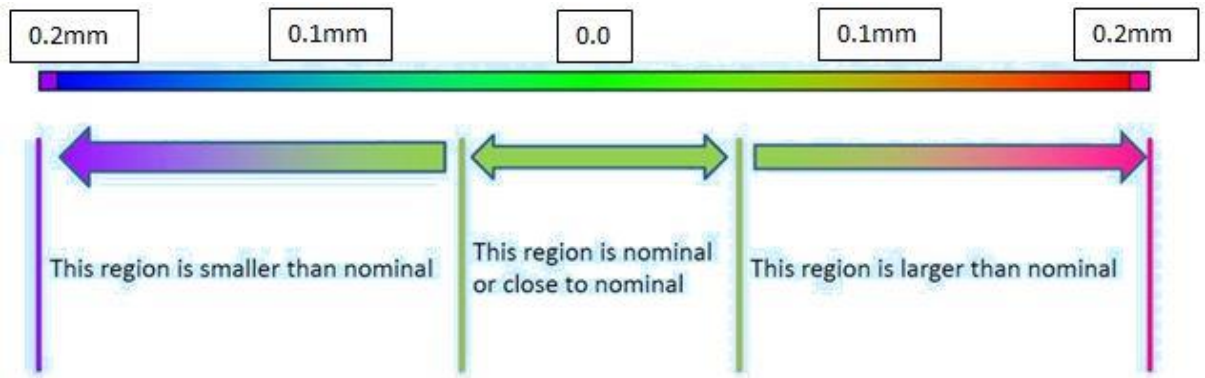 0.2mm
0.1mm
0.0
0.1mm
0.2mm
This region is smaller than nominal
This region is nominal
or close to nominal
This region is larger than nominal